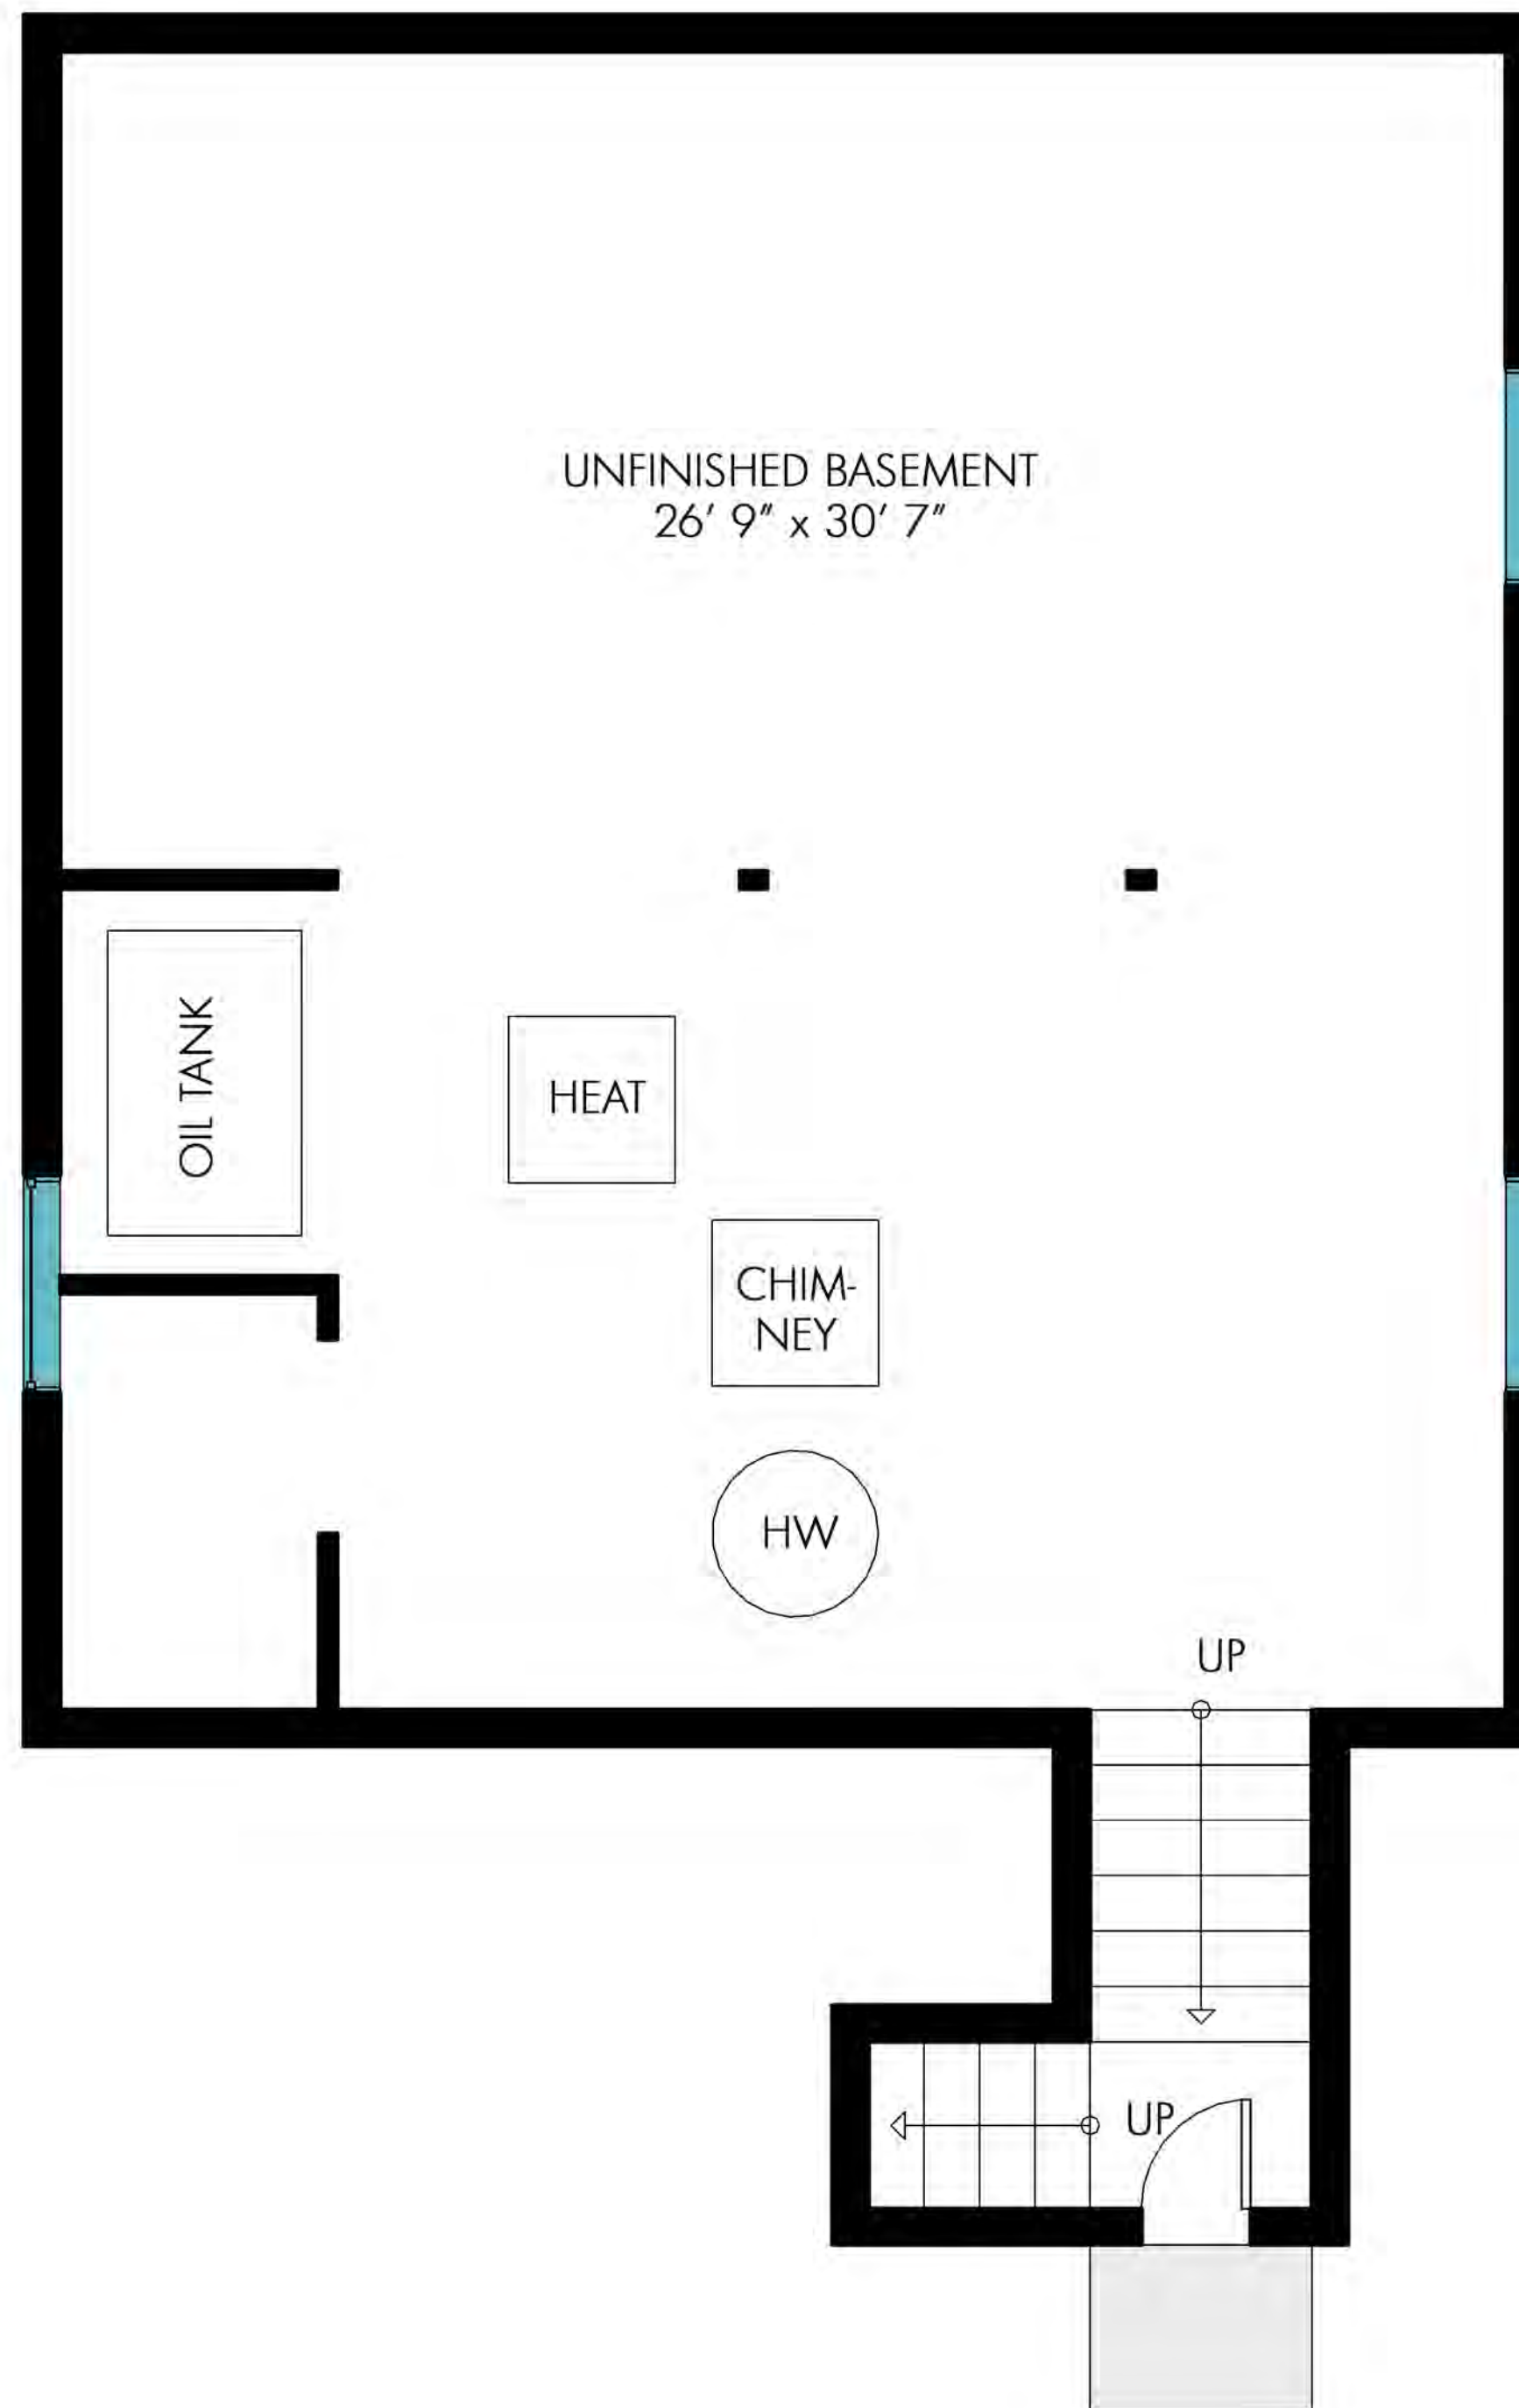 UNFINISHED BASEMENT
26' 9" x 30' 7"
OIL TANK
HEAT
CHIM-
NEY
HW
UP
UP